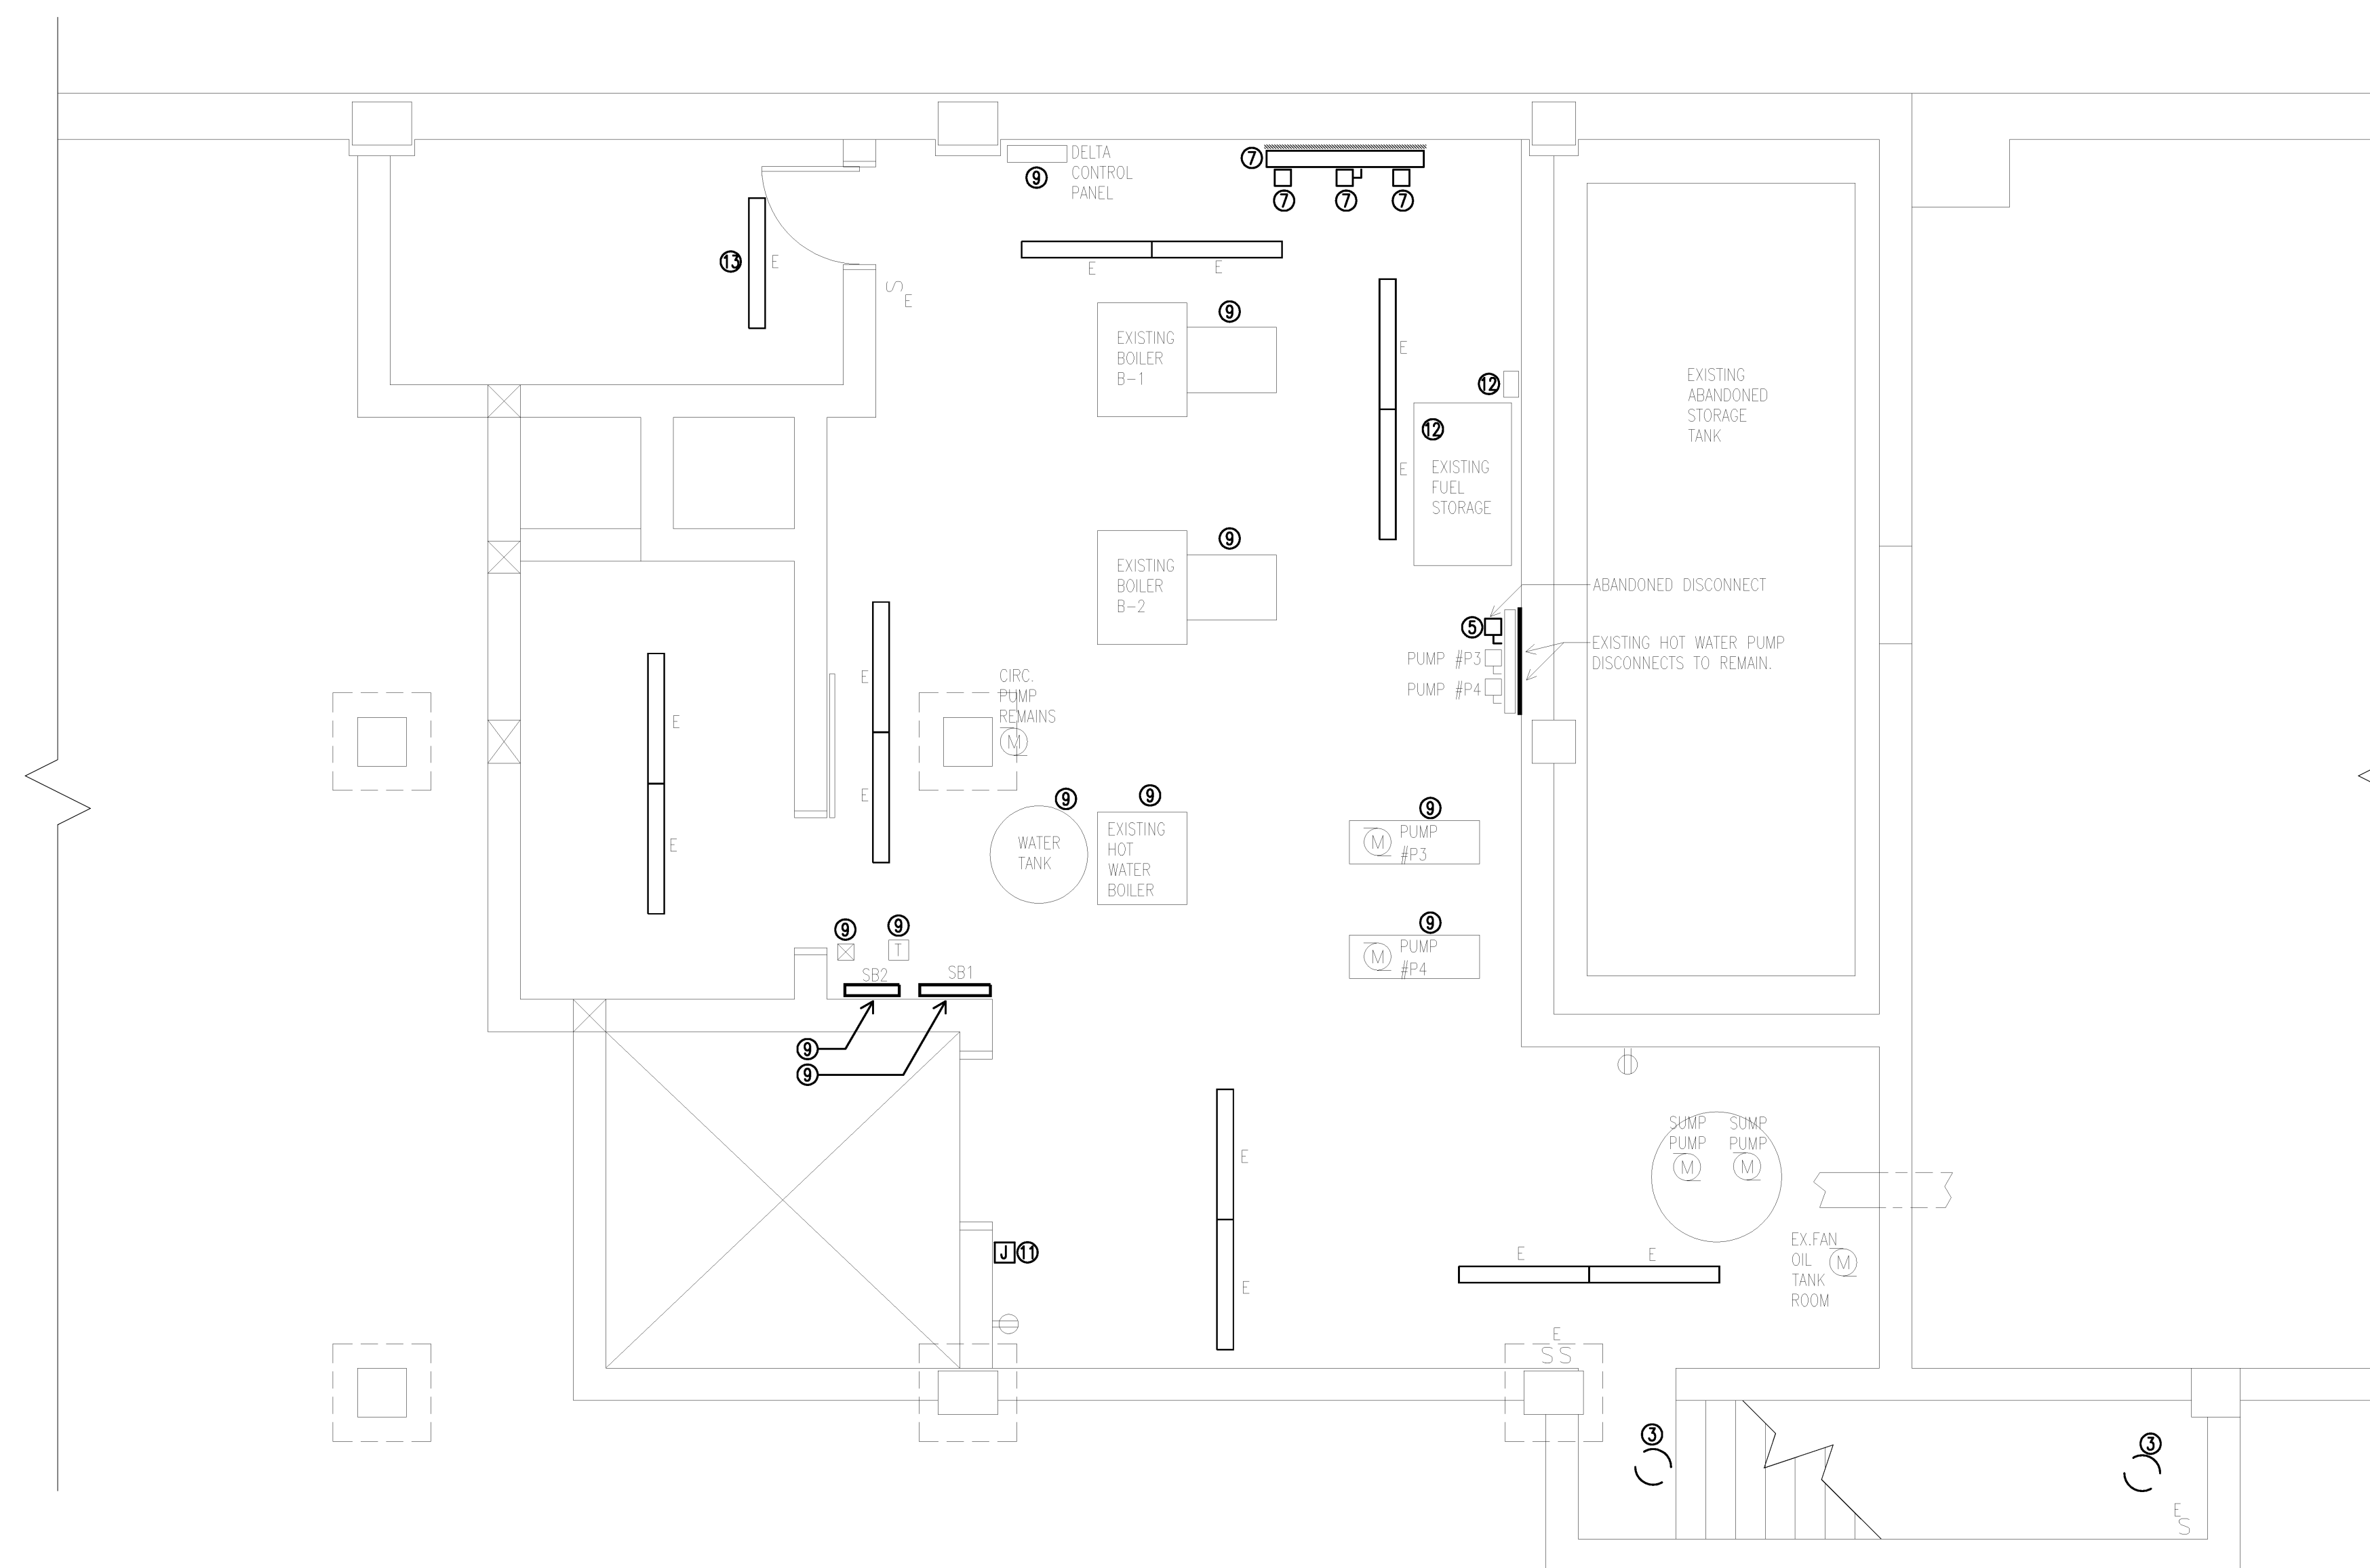 DELTA
CONTROL
PANEL
9
7
7
7
7
13
E
S
E
E
E
EXISTING
BOILER
B-1
9
E
E
12
12
EXISTING
FUEL
STORAGE
EXISTING
ABANDONED
STORAGE
TANK
EXISTING
BOILER
B-2
9
ABANDONED DISCONNECT
5
EXISTING HOT WATER PUMP
DISCONNECTS TO REMAIN.
PUMP #P3
PUMP #P4
E
E
E
E
CIRC.
PUMP
REMAINS
M
9
WATER
TANK
9
EXISTING
HOT
WATER
BOILER
9
M
PUMP
#P3
9
M
PUMP
#P4
9
9
T
SB2
SB1
9
9
J
11
E
E
SUMP
PUMP
M
SUMP
PUMP
M
EX.FAN
OIL
TANK
ROOM
M
E
E
E
SS
3
3
E
S